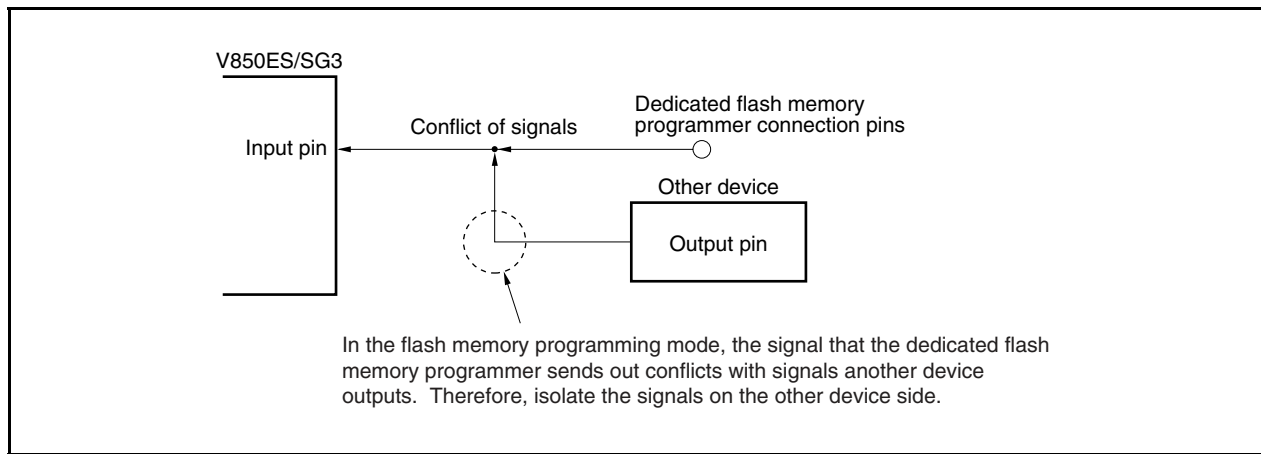 V850ES/SG3
Input pin
Conflict of signals
Dedicated flash memory
programmer connection pins
Other device
Output pin
In the flash memory programming mode, the signal that the dedicated flash
memory programmer sends out conflicts with signals another device
outputs.  Therefore, isolate the signals on the other device side.